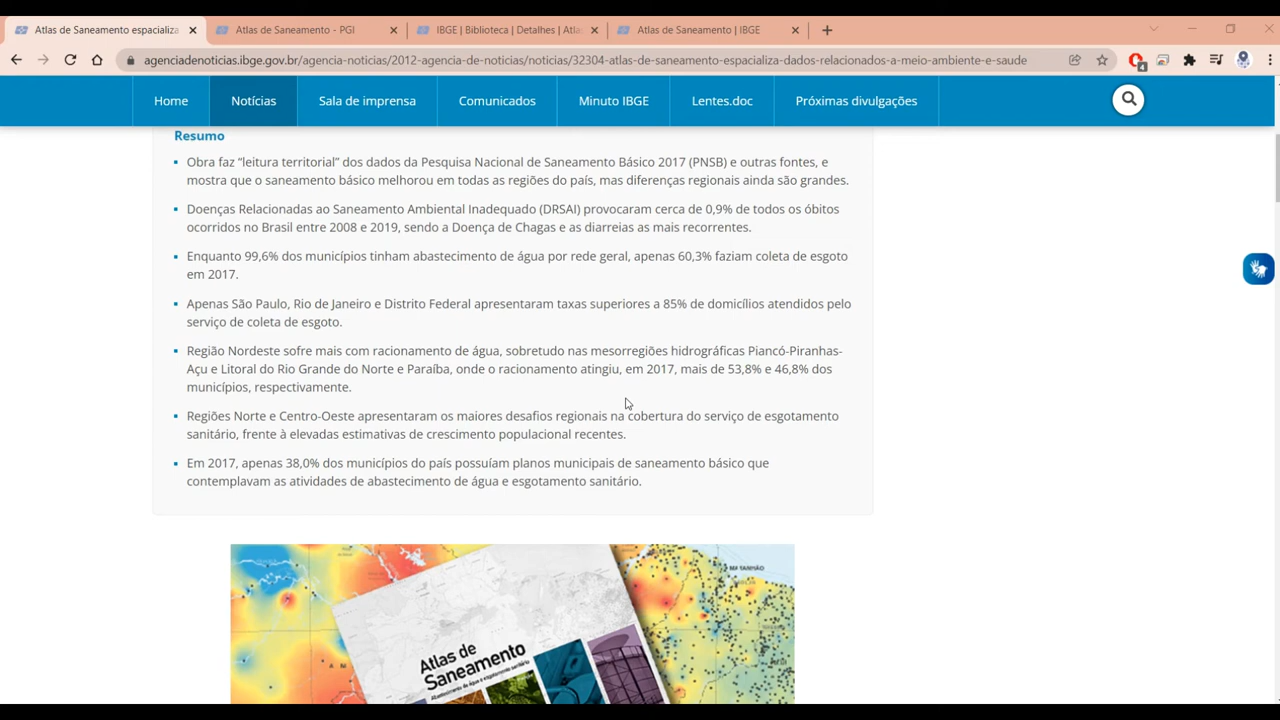 Atlas de Saneamento espacializa
Atlas de Saneamento - PGI
IBGE | Biblioteca | Detalhes | Atlas
Atlas de Saneamento | IBGE
agenciadenoticias.ibge.gov.br/agencia-noticias/2012-agencia-de-noticias/noticias/32304-atlas-de-saneamento-espacializa-dados-relacionados-a-meio-ambiente-e-saude
4
Home
Notícias
Sala de imprensa
Comunicados
Minuto IBGE
Lentes.doc
Próximas divulgações
Resumo
Obra faz “leitura territorial” dos dados da Pesquisa Nacional de Saneamento Básico 2017 (PNSB) e outras fontes, e
mostra que o saneamento básico melhorou em todas as regiões do país, mas diferenças regionais ainda são grandes.
Doenças Relacionadas ao Saneamento Ambiental Inadequado (DRSAI) provocaram cerca de 0,9% de todos os óbitos
ocorridos no Brasil entre 2008 e 2019, sendo a Doença de Chagas e as diarreias as mais recorrentes.
Enquanto 99,6% dos municípios tinham abastecimento de água por rede geral, apenas 60,3% faziam coleta de esgoto
em 2017.
Apenas São Paulo, Rio de Janeiro e Distrito Federal apresentaram taxas superiores a 85% de domicílios atendidos pelo
serviço de coleta de esgoto.
Região Nordeste sofre mais com racionamento de água, sobretudo nas mesorregiões hidrográficas Piancó-Piranhas-
Açu e Litoral do Rio Grande do Norte e Paraíba, onde o racionamento atingiu, em 2017, mais de 53,8% e 46,8% dos
municípios, respectivamente.
Regiões Norte e Centro-Oeste apresentaram os maiores desafios regionais na cobertura do serviço de esgotamento
sanitário, frente à elevadas estimativas de crescimento populacional recentes.
Em 2017, apenas 38,0% dos municípios do país possuíam planos municipais de saneamento básico que
contemplavam as atividades de abastecimento de água e esgotamento sanitário.
Atlas de
Saneamento
Abastecimento de água e esgotamento sanitário